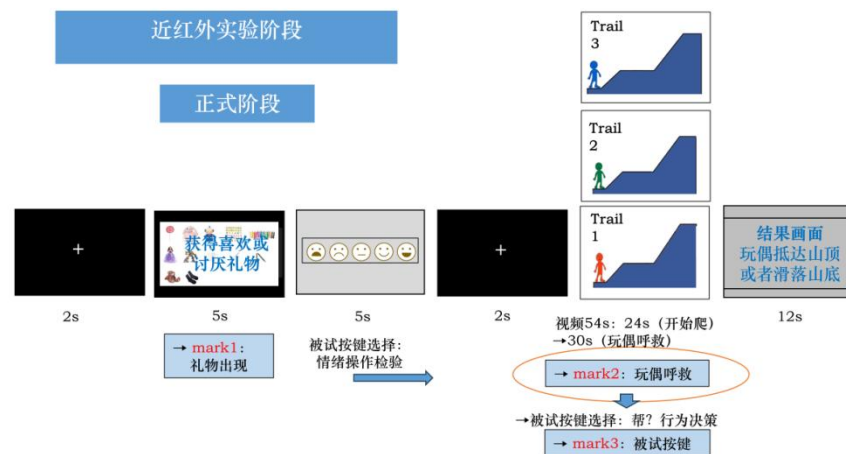 近红外实验阶段
正式阶段
Trail
3
Trail
2
Trail
1
+
获得喜欢或
讨厌礼物
+
结果画面
玩偶抵达山顶
或者滑落山底
2s
5s
5s
2s
视频54s：24s（开始爬）
→30s（玩偶呼救）
12s
→ mark1：
礼物出现
被试按键选择：
情绪操作检验
→ mark2：玩偶呼救
→被试按键选择：帮？行为决策
→ mark3：被试按键